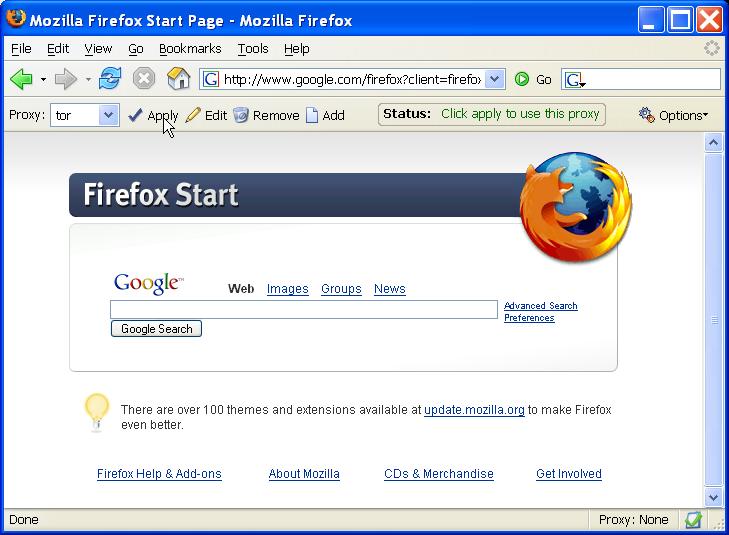 Mozilla Firefox Start Page - Mozilla Firefox
File Edit View Go Bookmarks Tools Help
G http://www.google.com/firefox?client=firefox Go G
Proxy: tor Apply Edit Remove Add Status: Click apply to use this proxy Options
Firefox Start
Google™ Web Images Groups News
Advanced Search
Preferences
Google Search
There are over 100 themes and extensions available at update.mozilla.org to make Firefox
even better.
Firefox Help & Add-ons About Mozilla CDs & Merchandise Get Involved
Done Proxy: None